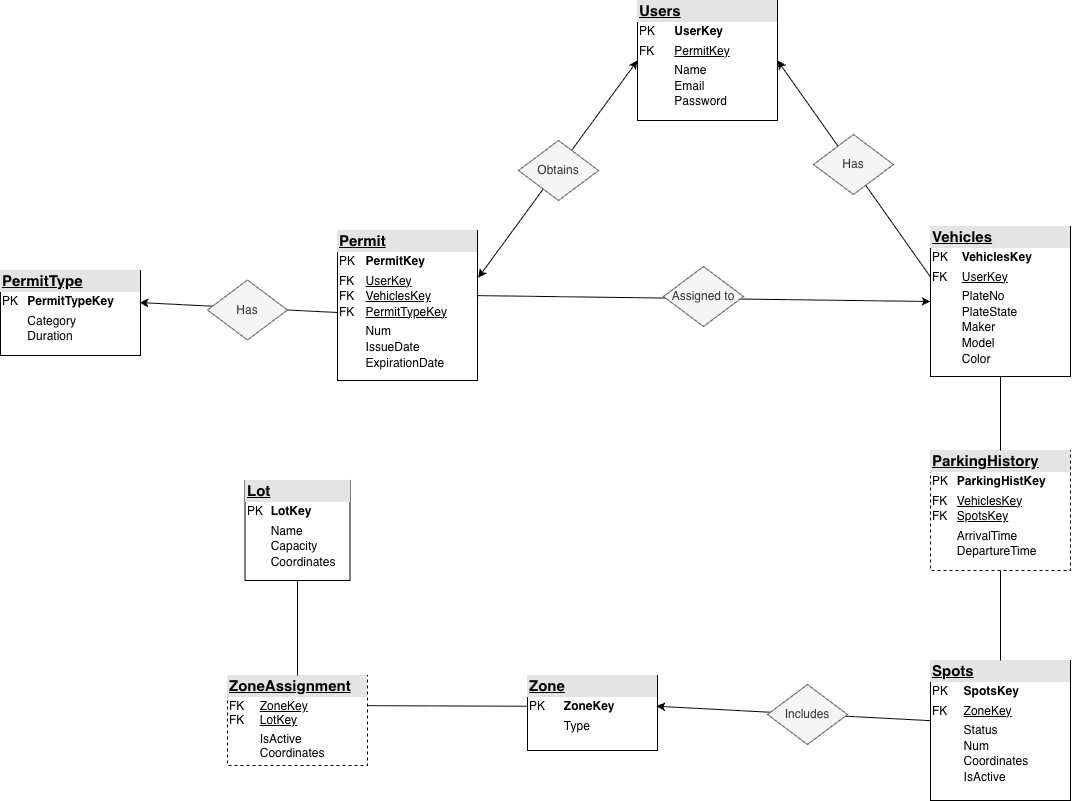 Users
PK UserKey
FK PermitKey
Name
Email
Password
Obtains
Has
Permit
PK PermitKey
FK UserKey
FK VehiclesKey
FK PermitTypeKey
Num
IssueDate
ExpirationDate
Vehicles
PK VehiclesKey
FK UserKey
PlateNo
PlateState
Maker
Model
Color
PermitType
PK PermitTypeKey
Category
Duration
Has
Assigned to
ParkingHistory
PK ParkingHistKey
FK VehiclesKey
FK SpotsKey
ArrivalTime
DepartureTime
Lot
PK LotKey
Name
Capacity
Coordinates
ZoneAssignment
FK ZoneKey
FK LotKey
IsActive
Coordinates
Zone
PK ZoneKey
Type
Includes
Spots
PK SpotsKey
FK ZoneKey
Status
Num
Coordinates
IsActive